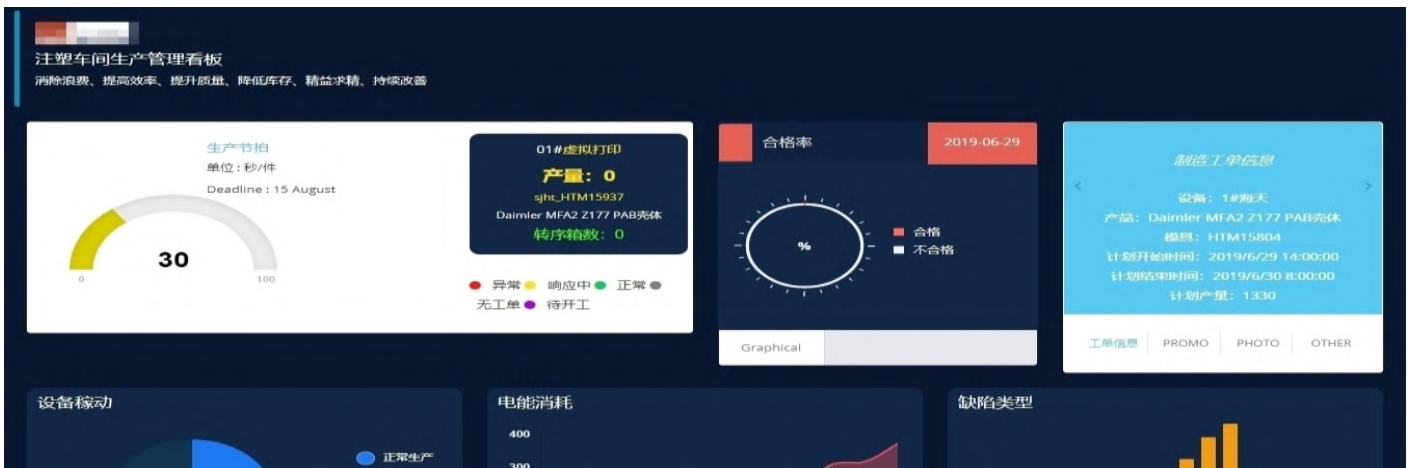 注塑车间生产管理看板
消除浪费、提高效率、提升质量、降低库存、精益求精、持续改善
生产节拍
单位：秒/件
Deadline : 15 August
30
0
100
01#虚拟打印
产量：0
sjht_HTM15937
Daimler MFA2 Z177 PAB壳体
转序箱数：0
异常 响应中 正常
无工单 待开工
合格率
2019-06-29
%
合格
不合格
Graphical
制造工单信息
设备：1#海天
产品：Daimler MFA2 Z177 PAB壳体
模具：HTM15804
计划开始时间：2019/6/29 14:00:00
计划结束时间：2019/6/30 8:00:00
计划产量：1330
工单信息 PROMO PHOTO OTHER
设备稼动
正常生产
电能消耗
400
300
缺陷类型